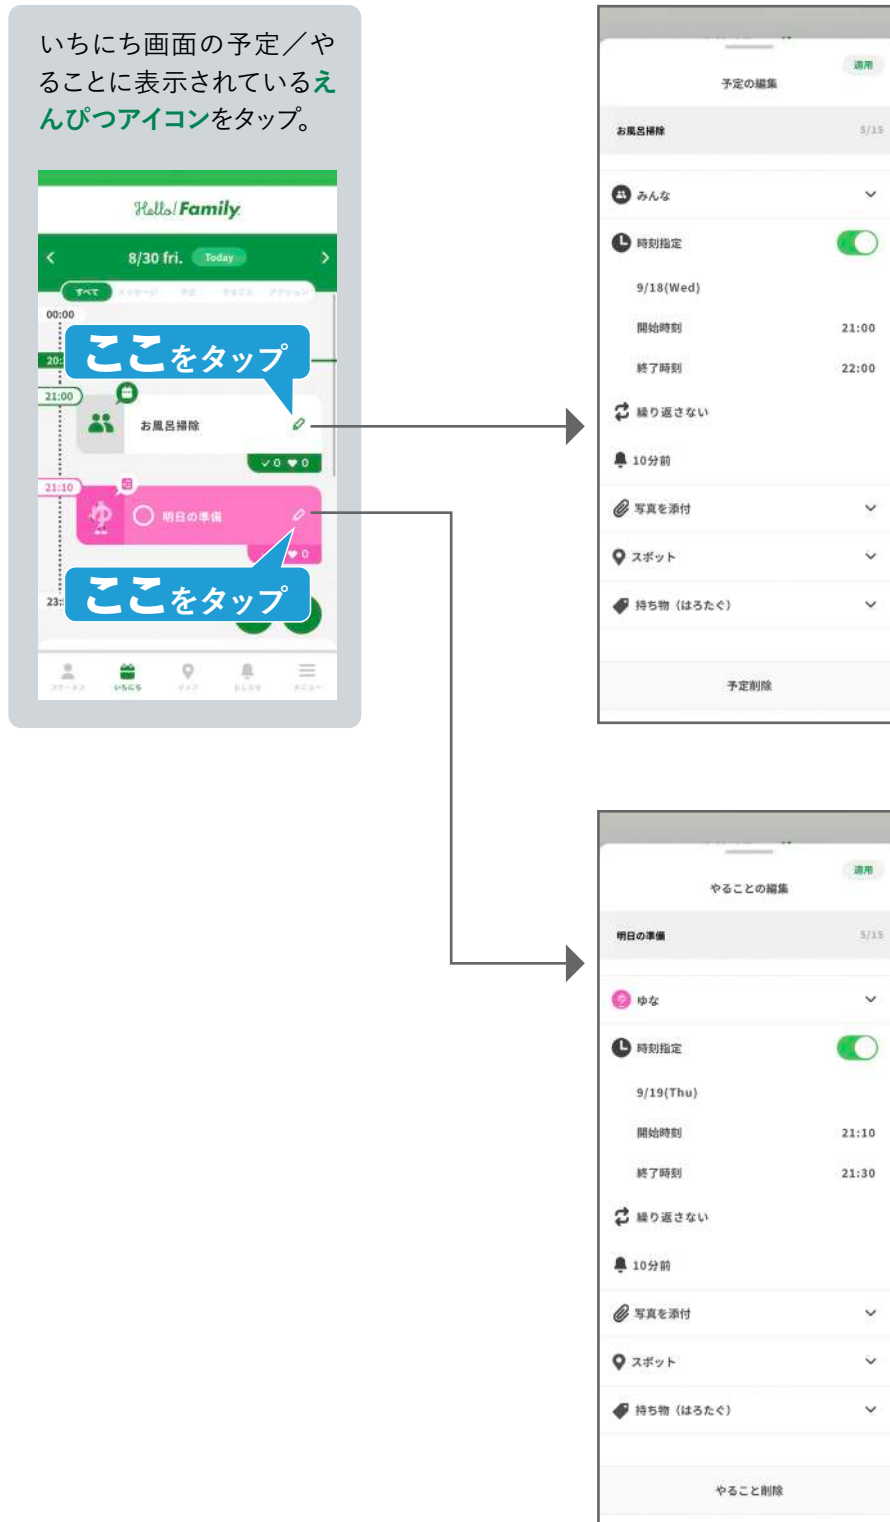 いちにち画面の予定／や
ることに表示されているえ
んぴつアイコンをタップ。
Hello! Family.
8/30 fri. Today
すべて
00:00
ここをタップ
20:
21:00
お風呂掃除
0 0
21:10
ゆ 明日の準備
0
ここをタップ
23:
いちにち
適用
予定の編集
お風呂掃除 5/15
みんな
時刻指定
9/18(Wed)
開始時刻 21:00
終了時刻 22:00
繰り返さない
10分前
写真を添付
スポット
持ち物（はろたぐ）
予定削除
適用
やることの編集
明日の準備 5/15
ゆ ゆな
時刻指定
9/19(Thu)
開始時刻 21:10
終了時刻 21:30
繰り返さない
10分前
写真を添付
スポット
持ち物（はろたぐ）
やること削除